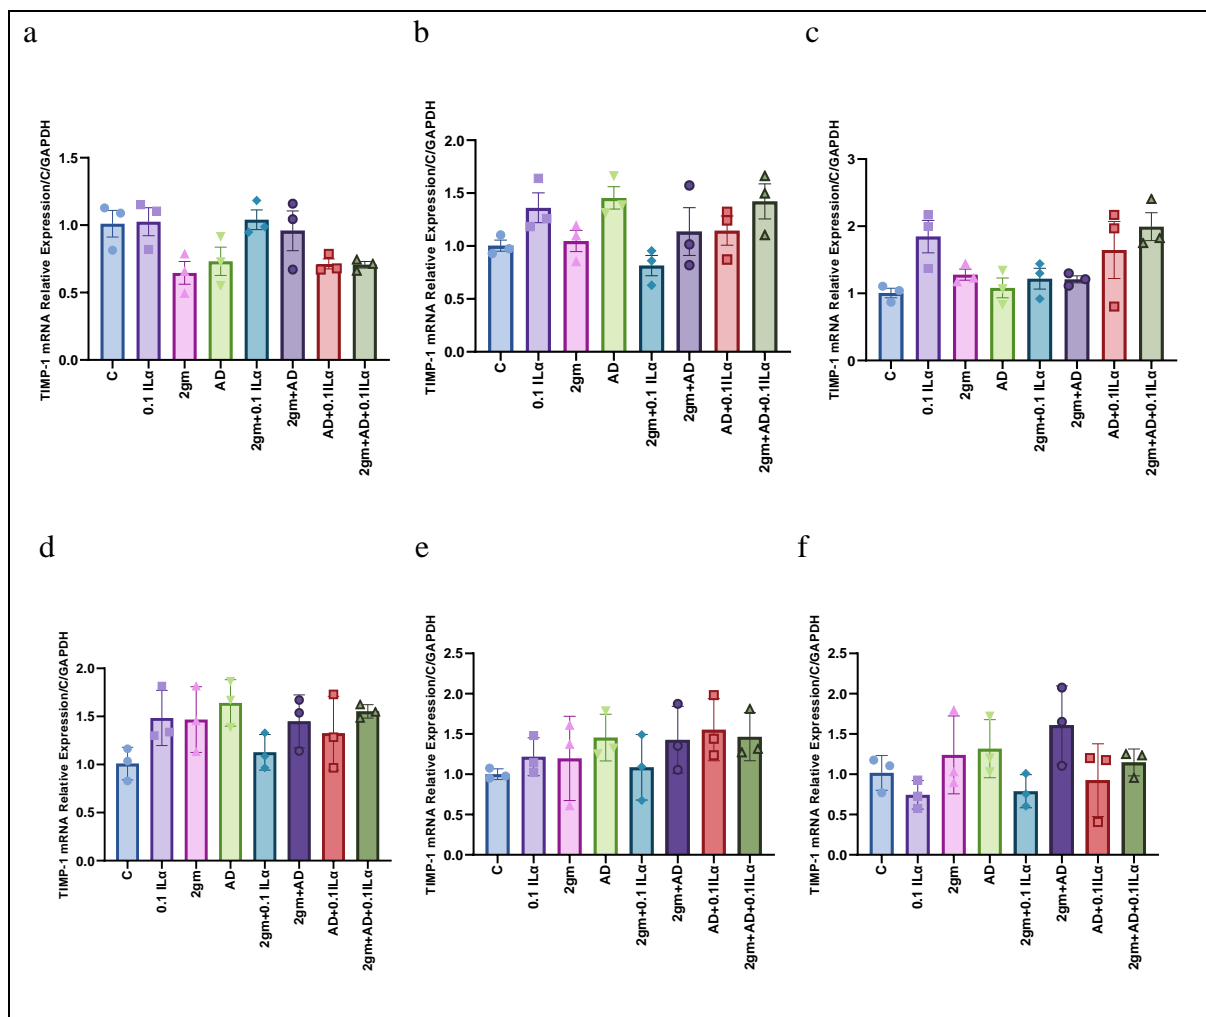 a
TIMP-1 mRNA Relative Expression/C/GAPDH
1.5
1.0
0.5
0.0
C
0.1 ILα
2gm
AD
2gm+0.1 ILα
2gm+AD
AD+0.1ILα
2gm+AD+0.1ILα
b
TIMP-1 mRNA Relative Expression/C/GAPDH
2.0
1.5
1.0
0.5
0.0
C
0.1 ILα
2gm
AD
2gm+0.1 ILα
2gm+AD
AD+0.1ILα
2gm+AD+0.1ILα
c
TIMP-1 mRNA Relative Expression/C/GAPDH
3
2
1
0
C
0.1 ILα
2gm
AD
2gm+0.1 ILα
2gm+AD
AD+0.1ILα
2gm+AD+0.1ILα
d
TIMP-1 mRNA Relative Expression/C/GAPDH
2.0
1.5
1.0
0.5
0.0
C
0.1 ILα
2gm
AD
2gm+0.1 ILα
2gm+AD
AD+0.1ILα
2gm+AD+0.1ILα
e
TIMP-1 mRNA Relative Expression/C/GAPDH
2.5
2.0
1.5
1.0
0.5
0.0
C
0.1 ILα
2gm
AD
2gm+0.1 ILα
2gm+AD
AD+0.1ILα
2gm+AD+0.1ILα
f
TIMP-1 mRNA Relative Expression/C/GAPDH
2.5
2.0
1.5
1.0
0.5
0.0
C
0.1 ILα
2gm
AD
2gm+0.1 ILα
2gm+AD
AD+0.1ILα
2gm+AD+0.1ILα